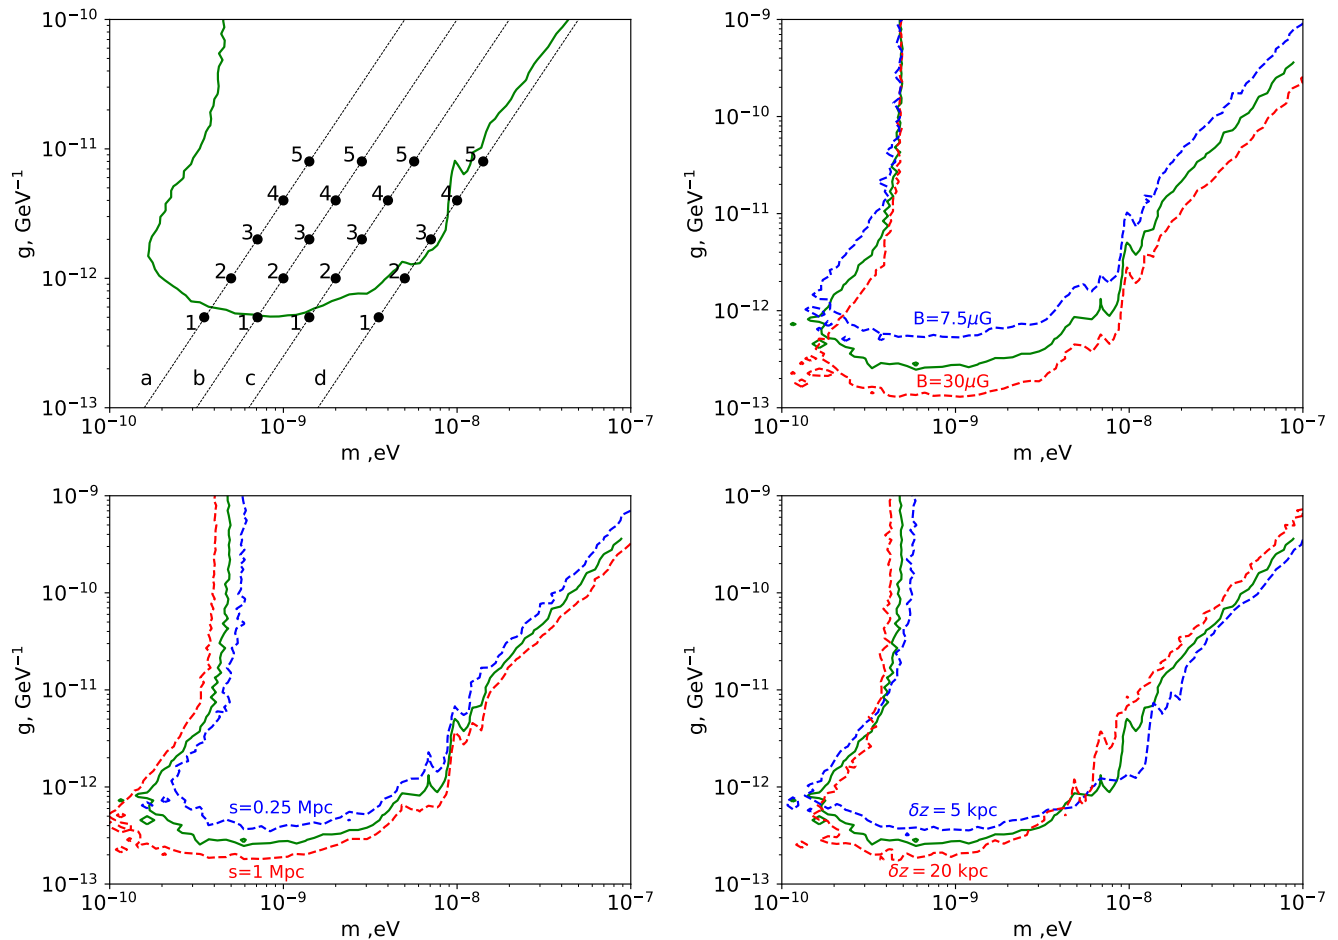 10⁻¹⁰
10⁻¹¹
10⁻¹²
10⁻¹³
g, GeV⁻¹
5 5 5 5
4 4 4 4
3 3 3 3
2 2 2 2
1 1 1 1
a b c d
10⁻¹⁰ 10⁻⁹ 10⁻⁸ 10⁻⁷
m ,eV
10⁻⁹
10⁻¹⁰
10⁻¹¹
10⁻¹²
10⁻¹³
g, GeV⁻¹
B=7.5μG
B=30μG
10⁻¹⁰ 10⁻⁹ 10⁻⁸ 10⁻⁷
m ,eV
10⁻⁹
10⁻¹⁰
10⁻¹¹
10⁻¹²
10⁻¹³
g, GeV⁻¹
s=0.25 Mpc
s=1 Mpc
10⁻¹⁰ 10⁻⁹ 10⁻⁸ 10⁻⁷
m ,eV
10⁻⁹
10⁻¹⁰
10⁻¹¹
10⁻¹²
10⁻¹³
g, GeV⁻¹
δz = 5 kpc
δz = 20 kpc
10⁻¹⁰ 10⁻⁹ 10⁻⁸ 10⁻⁷
m ,eV